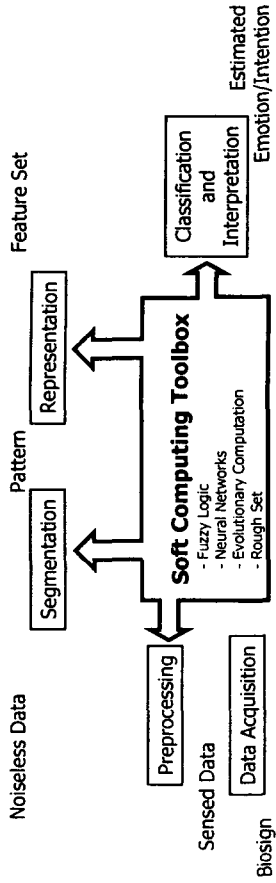 Noiseless Data
Pattern
Feature Set
Segmentation
Representation
Preprocessing
Soft Computing Toolbox
- Fuzzy Logic
- Neural Networks
- Evolutionary Computation
- Rough Set
Classification
and
Interpretation
Sensed Data
Data Acquisition
Biosign
Estimated
Emotion/Intention